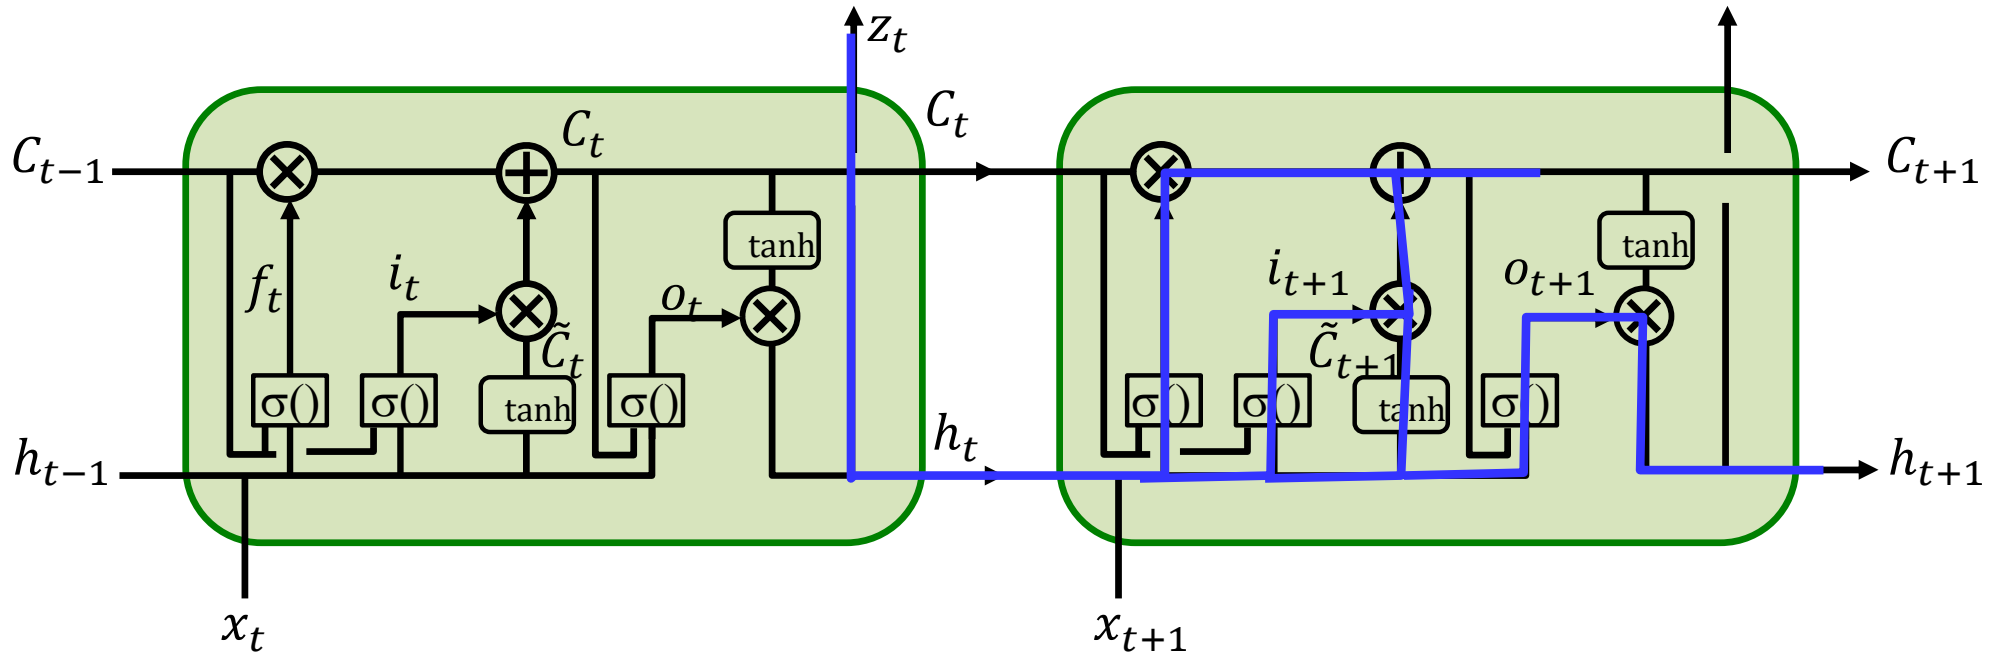 z_t
C_{t-1} C_t C_t C_{t+1}
f_t i_t o_t tanh i_{t+1} o_{t+1} tanh
C̃_t C̃_{t+1}
σ() σ() tanh σ() σ() σ() tanh σ()
h_{t-1} h_t h_{t+1}
x_t x_{t+1}